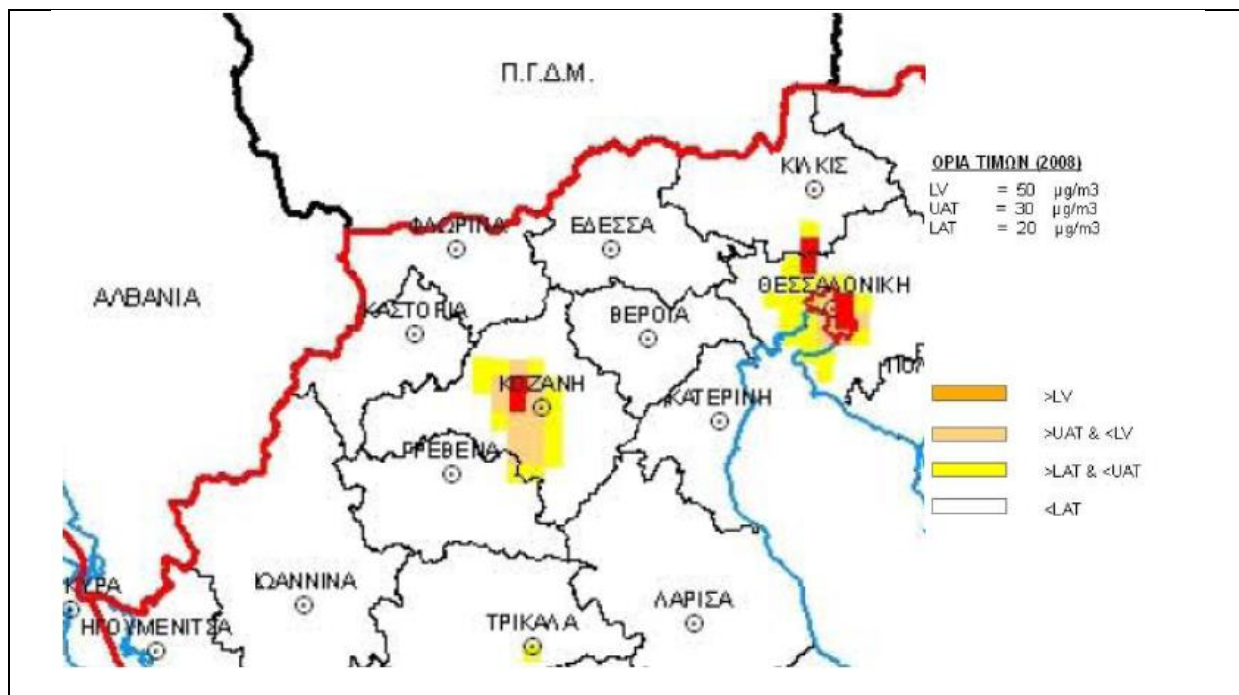 Π.Γ.Δ.Μ.
ΚΙΛΚΙΣ
ΟΡΙΑ ΤΙΜΩΝ (2008)
LV = 50 μg/m3
UAT = 30 μg/m3
LAT = 20 μg/m3
ΦΛΩΡΙΝΑ
ΕΔΕΣΣΑ
ΑΛΒΑΝΙΑ
ΘΕΣΣΑΛΟΝΙΚΗ
ΚΑΣΤΟΡΙΑ
ΒΕΡΟΙΑ
ΚΟΖΑΝΗ
ΚΑΤΕΡΙΝΗ
>LV
>UAT & <LV
ΓΡΕΒΕΝΑ
>LAT & <UAT
<LAT
ΚΥΡΑ
ΙΩΑΝΝΙΝΑ
ΛΑΡΙΣΑ
ΗΓΟΥΜΕΝΙΤΣΑ
ΤΡΙΚΑΛΑ